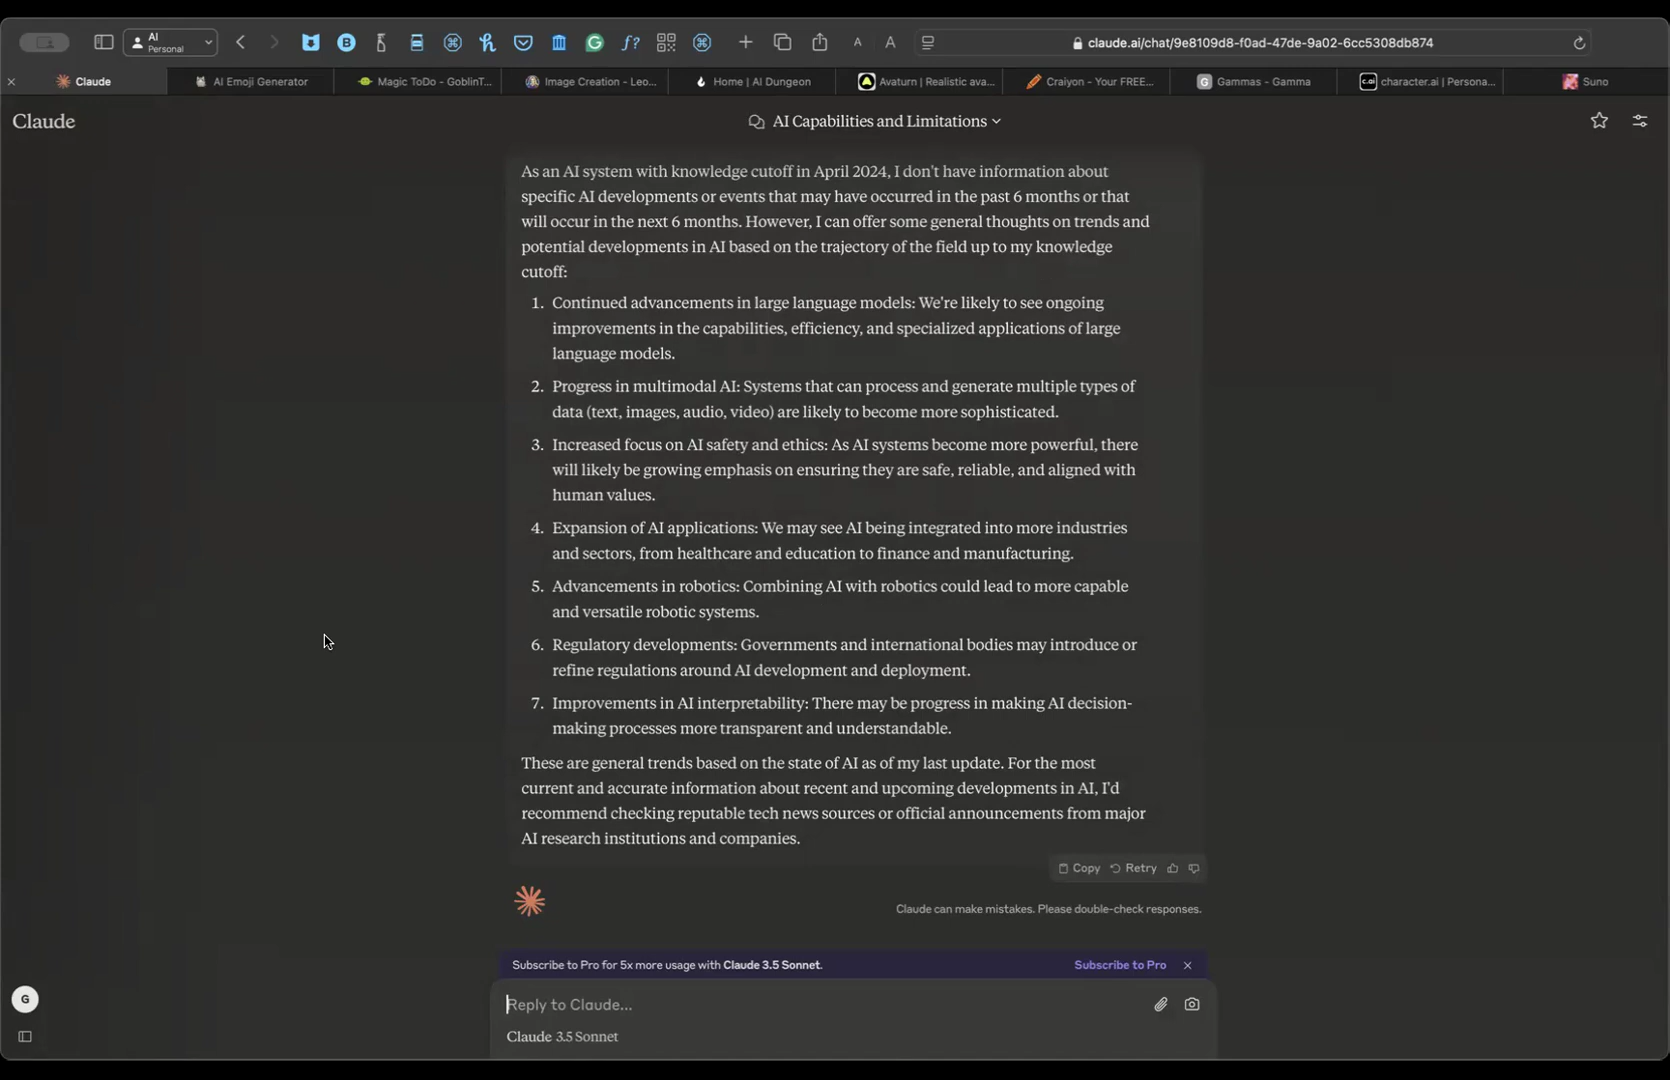 AI
Personal
claude.ai/chat/9e8109d8-f0ad-47de-9a02-6cc5308db874
Claude
AI Emoji Generator
Magic ToDo - GoblinT...
Image Creation - Leo...
Home | AI Dungeon
Avaturn | Realistic ava...
Craiyon - Your FREE...
Gammas - Gamma
character.ai | Persona...
Suno
Claude
AI Capabilities and Limitations
As an AI system with knowledge cutoff in April 2024, I don't have information about
specific AI developments or events that may have occurred in the past 6 months or that
will occur in the next 6 months. However, I can offer some general thoughts on trends and
potential developments in AI based on the trajectory of the field up to my knowledge
cutoff:
1. Continued advancements in large language models: We're likely to see ongoing
improvements in the capabilities, efficiency, and specialized applications of large
language models.
2. Progress in multimodal AI: Systems that can process and generate multiple types of
data (text, images, audio, video) are likely to become more sophisticated.
3. Increased focus on AI safety and ethics: As AI systems become more powerful, there
will likely be growing emphasis on ensuring they are safe, reliable, and aligned with
human values.
4. Expansion of AI applications: We may see AI being integrated into more industries
and sectors, from healthcare and education to finance and manufacturing.
5. Advancements in robotics: Combining AI with robotics could lead to more capable
and versatile robotic systems.
6. Regulatory developments: Governments and international bodies may introduce or
refine regulations around AI development and deployment.
7. Improvements in AI interpretability: There may be progress in making AI decision-
making processes more transparent and understandable.
These are general trends based on the state of AI as of my last update. For the most
current and accurate information about recent and upcoming developments in AI, I'd
recommend checking reputable tech news sources or official announcements from major
AI research institutions and companies.
Copy Retry
Claude can make mistakes. Please double-check responses.
Subscribe to Pro for 5x more usage with Claude 3.5 Sonnet. Subscribe to Pro
G
Reply to Claude...
Claude 3.5 Sonnet